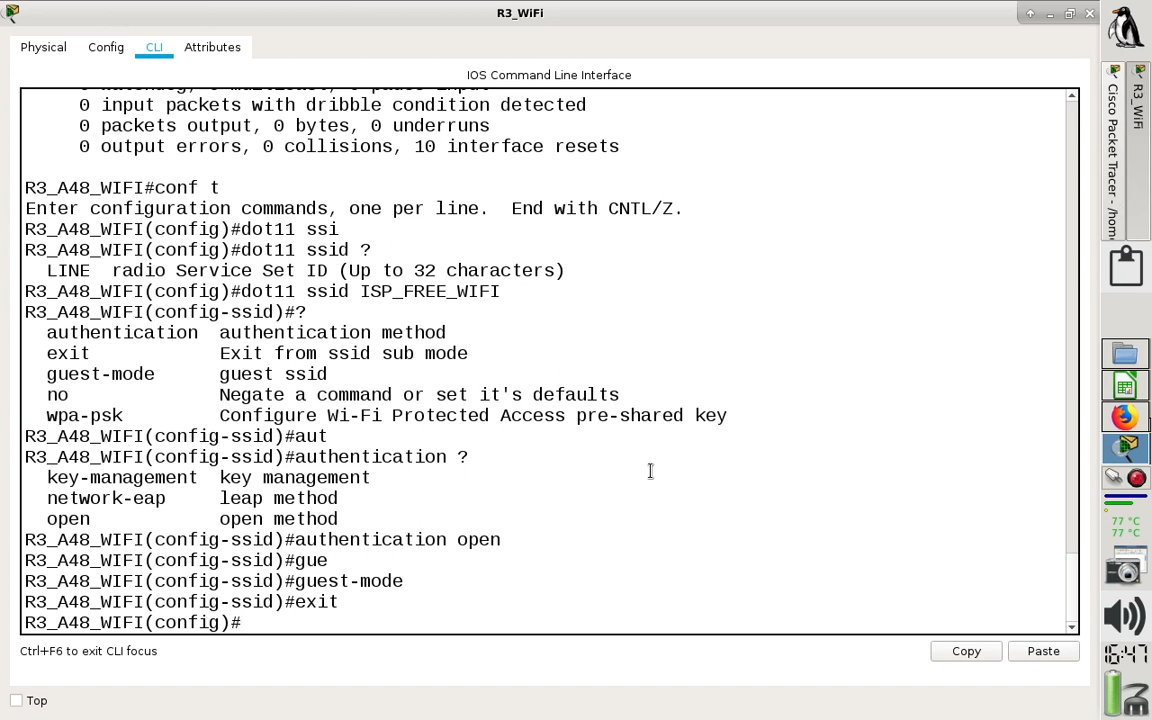 R3_WiFi
Physical
Config
CLI
Attributes
IOS Command Line Interface
0 input packets with dribble condition detected
0 packets output, 0 bytes, 0 underruns
0 output errors, 0 collisions, 10 interface resets
R3_A48_WIFI#conf t
Enter configuration commands, one per line.  End with CNTL/Z.
R3_A48_WIFI(config)#dot11 ssi
R3_A48_WIFI(config)#dot11 ssid ?
LINE  radio Service Set ID (Up to 32 characters)
R3_A48_WIFI(config)#dot11 ssid ISP_FREE_WIFI
R3_A48_WIFI(config-ssid)#?
authentication  authentication method
exit            Exit from ssid sub mode
guest-mode      guest ssid
no              Negate a command or set it's defaults
wpa-psk         Configure Wi-Fi Protected Access pre-shared key
R3_A48_WIFI(config-ssid)#aut
R3_A48_WIFI(config-ssid)#authentication ?
key-management  key management
network-eap     leap method
open            open method
R3_A48_WIFI(config-ssid)#authentication open
R3_A48_WIFI(config-ssid)#gue
R3_A48_WIFI(config-ssid)#guest-mode
R3_A48_WIFI(config-ssid)#exit
R3_A48_WIFI(config)#
Ctrl+F6 to exit CLI focus
Copy
Paste
Top
Cisco Packet Tracer - /hom
R3_WiFi
77 °C
77 °C
16:47